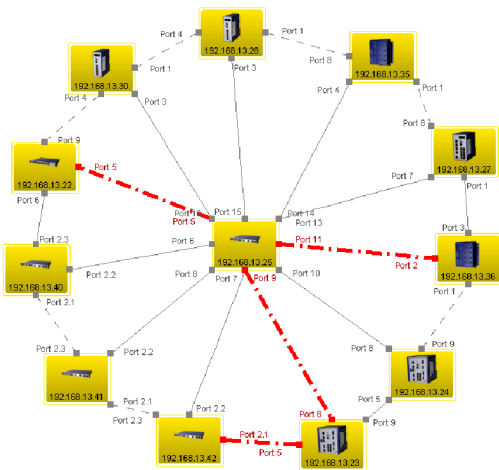 Port 4
192.168.13.28
Port 1
Port 3
192.168.13.30
Port 1
Port 4
Port 3
Port 8
192.168.13.35
Port 4
Port 1
Port 9
192.168.13.22
Port 5
Port 6
Port 8
192.168.13.27
Port 7
Port 1
Port 5
Port 15
Port 14
Port 13
Port 6
192.168.13.25
Port 11
Port 8
Port 7
Port 9
Port 10
Port 3
192.168.13.36
Port 2
Port 1
Port 2.3
192.168.13.40
Port 2.2
Port 2.1
Port 2.3
192.168.13.41
Port 2.2
Port 2.1
Port 2.3
Port 8
192.168.13.24
Port 9
Port 5
Port 9
Port 2.2
192.168.13.42
Port 2.1
Port 8
Port 5
192.168.13.23